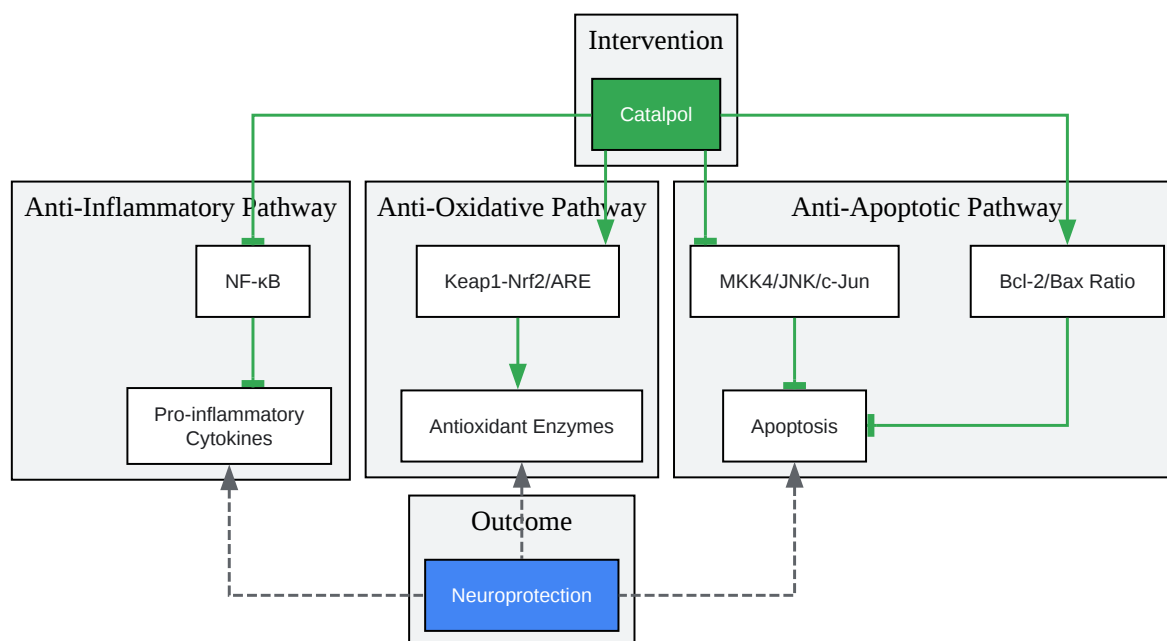 Intervention
Catalpol
Anti-Inflammatory Pathway
NF-κB
Pro-inflammatory
Cytokines
Anti-Oxidative Pathway
Keap1-Nrf2/ARE
Antioxidant Enzymes
Anti-Apoptotic Pathway
MKK4/JNK/c-Jun
Bcl-2/Bax Ratio
Apoptosis
Outcome
Neuroprotection